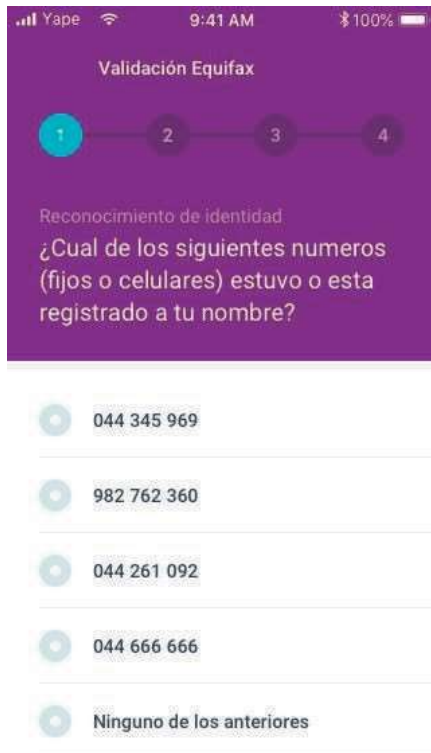 Yape 9:41 AM 100%
Validación Equifax
1 2 3 4
Reconocimiento de identidad
¿Cual de los siguientes numeros
(fijos o celulares) estuvo o esta
registrado a tu nombre?
044 345 969
982 762 360
044 261 092
044 666 666
Ninguno de los anteriores